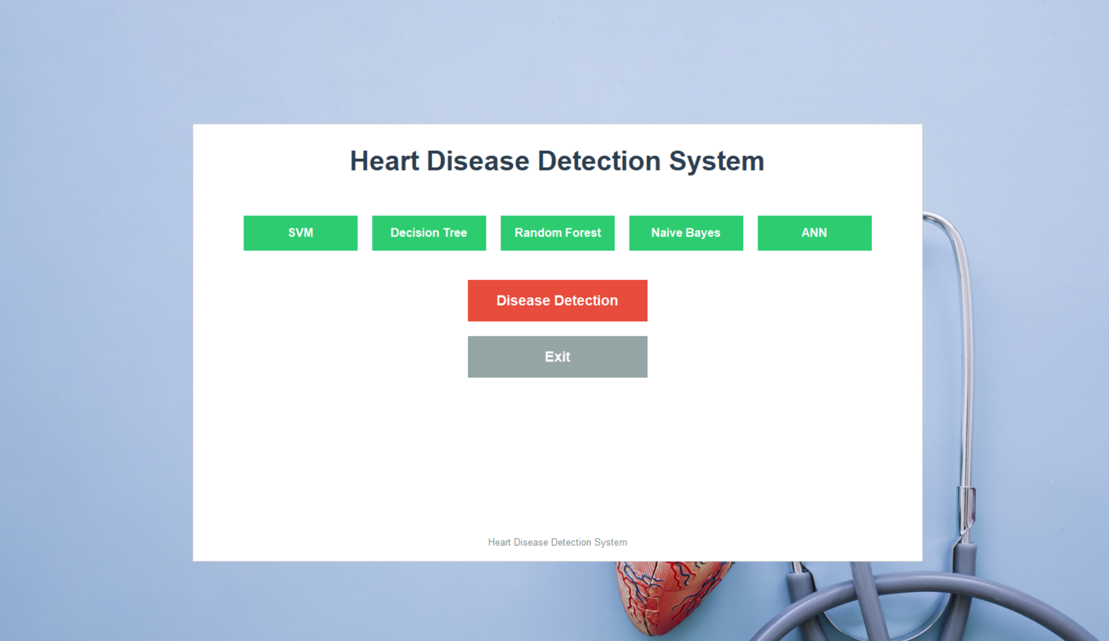 Heart Disease Detection System
SVM Decision Tree Random Forest Naive Bayes ANN
Disease Detection
Exit
Heart Disease Detection System